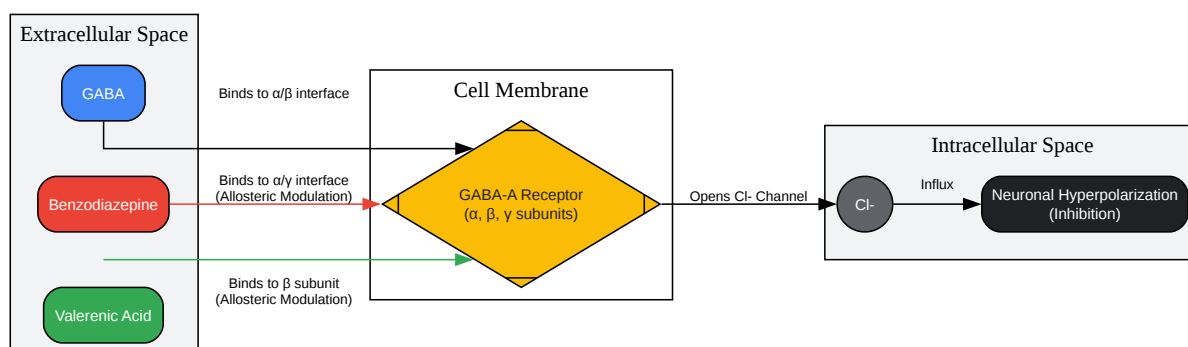 Extracellular Space
GABA
Binds to α/β interface
Cell Membrane
Benzodiazepine
Binds to α/γ interface
(Allosteric Modulation)
GABA-A Receptor
(α, β, γ subunits)
Opens Cl- Channel
Intracellular Space
Cl-
Influx
Neuronal Hyperpolarization
(Inhibition)
Binds to β subunit
(Allosteric Modulation)
Valerenic Acid